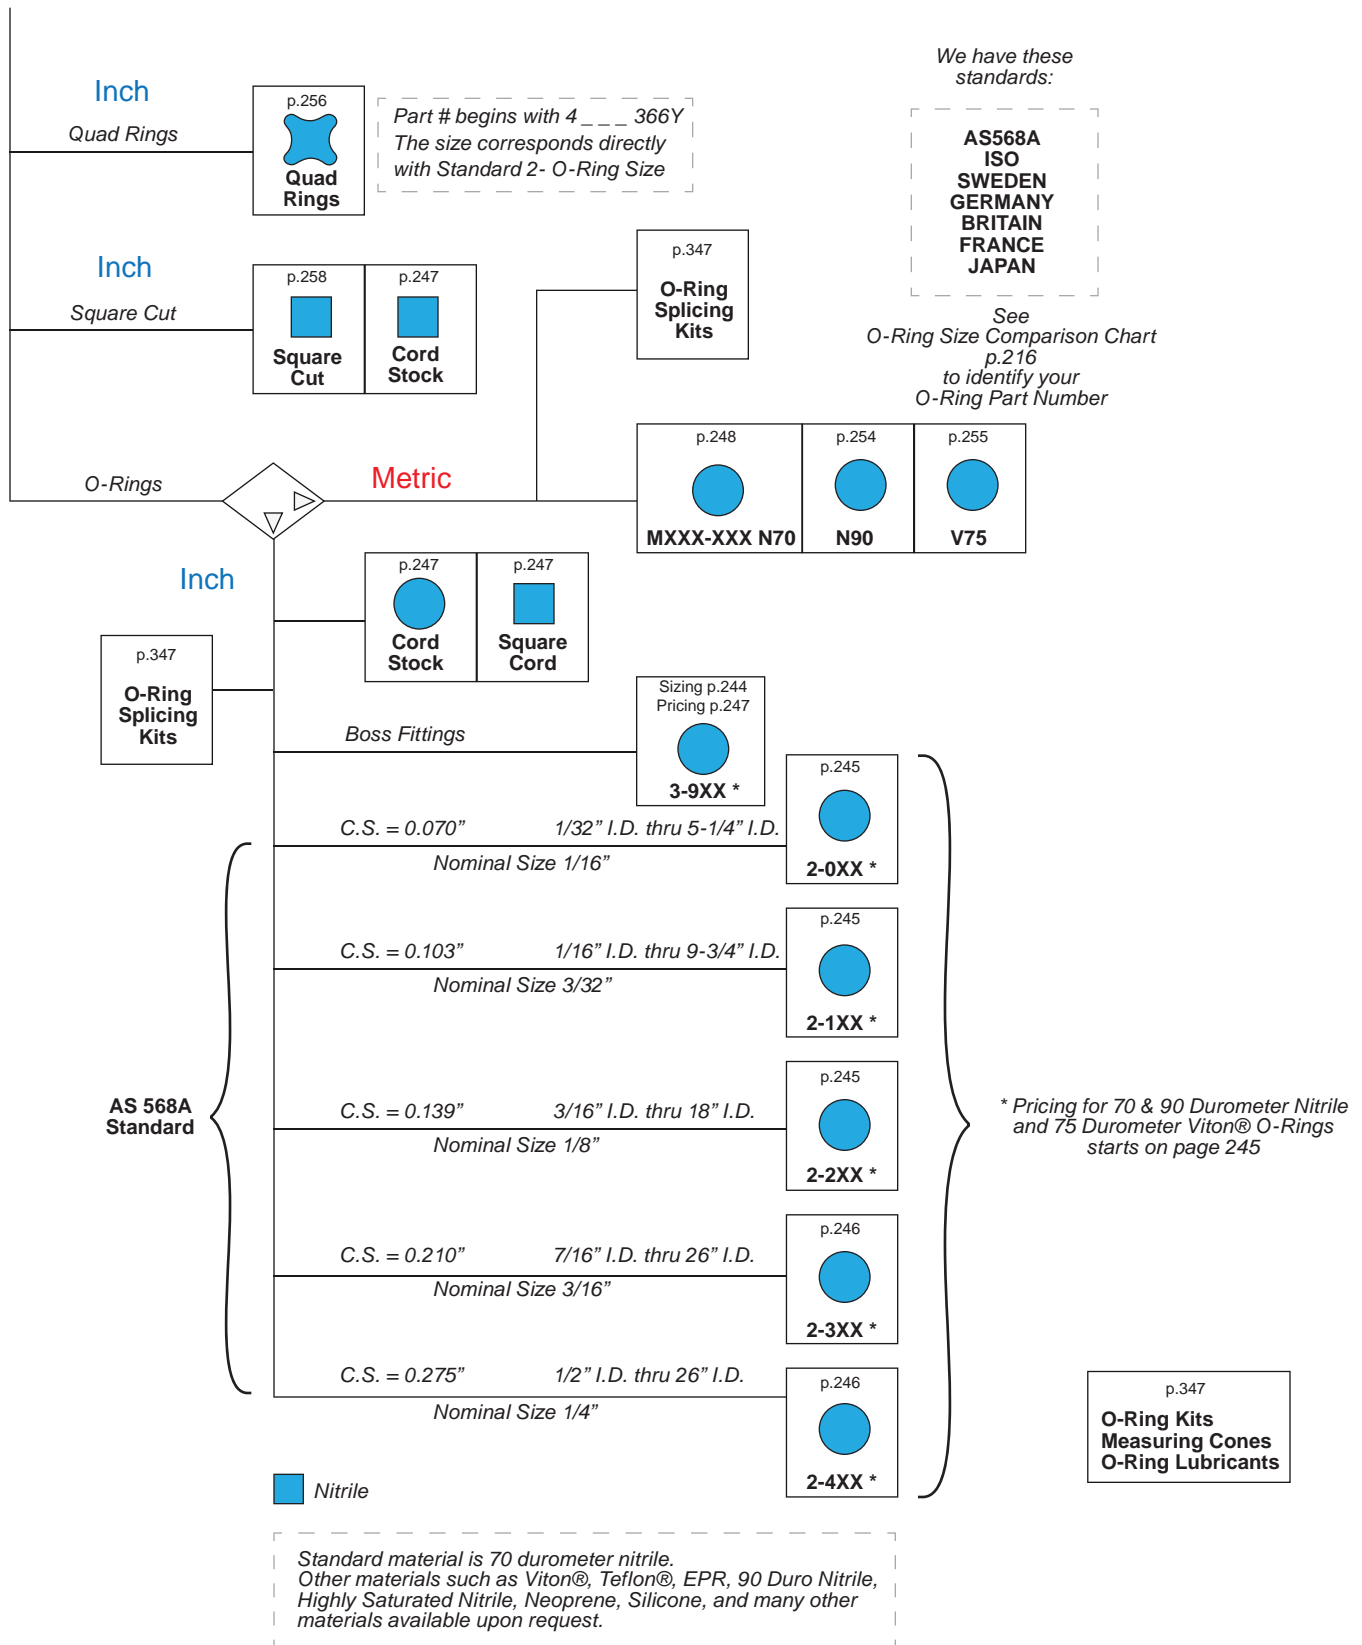 Inch
Quad Rings
p.256
Quad
Rings
Part # begins with 4 _ _ _ 366Y
The size corresponds directly
with Standard 2- O-Ring Size
We have these
standards:
AS568A
ISO
SWEDEN
GERMANY
BRITAIN
FRANCE
JAPAN
See
O-Ring Size Comparison Chart
p.216
to identify your
O-Ring Part Number
Inch
Square Cut
p.258
Square
Cut
p.247
Cord
Stock
p.347
O-Ring
Splicing
Kits
O-Rings
Metric
p.248
MXXX-XXX N70
p.254
N90
p.255
V75
Inch
p.247
Cord
Stock
p.247
Square
Cord
p.347
O-Ring
Splicing
Kits
Boss Fittings
Sizing p.244
Pricing p.247
3-9XX *
C.S. = 0.070”
1/32” I.D. thru 5-1/4” I.D.
Nominal Size 1/16”
p.245
2-0XX *
C.S. = 0.103”
1/16” I.D. thru 9-3/4” I.D.
Nominal Size 3/32”
p.245
2-1XX *
AS 568A
Standard
C.S. = 0.139”
3/16” I.D. thru 18” I.D.
Nominal Size 1/8”
p.245
2-2XX *
* Pricing for 70 & 90 Durometer Nitrile
and 75 Durometer Viton® O-Rings
starts on page 245
C.S. = 0.210”
7/16” I.D. thru 26” I.D.
Nominal Size 3/16”
p.246
2-3XX *
C.S. = 0.275”
1/2” I.D. thru 26” I.D.
Nominal Size 1/4”
p.246
2-4XX *
p.347
O-Ring Kits
Measuring Cones
O-Ring Lubricants
Nitrile
Standard material is 70 durometer nitrile.
Other materials such as Viton®, Teflon®, EPR, 90 Duro Nitrile,
Highly Saturated Nitrile, Neoprene, Silicone, and many other
materials available upon request.